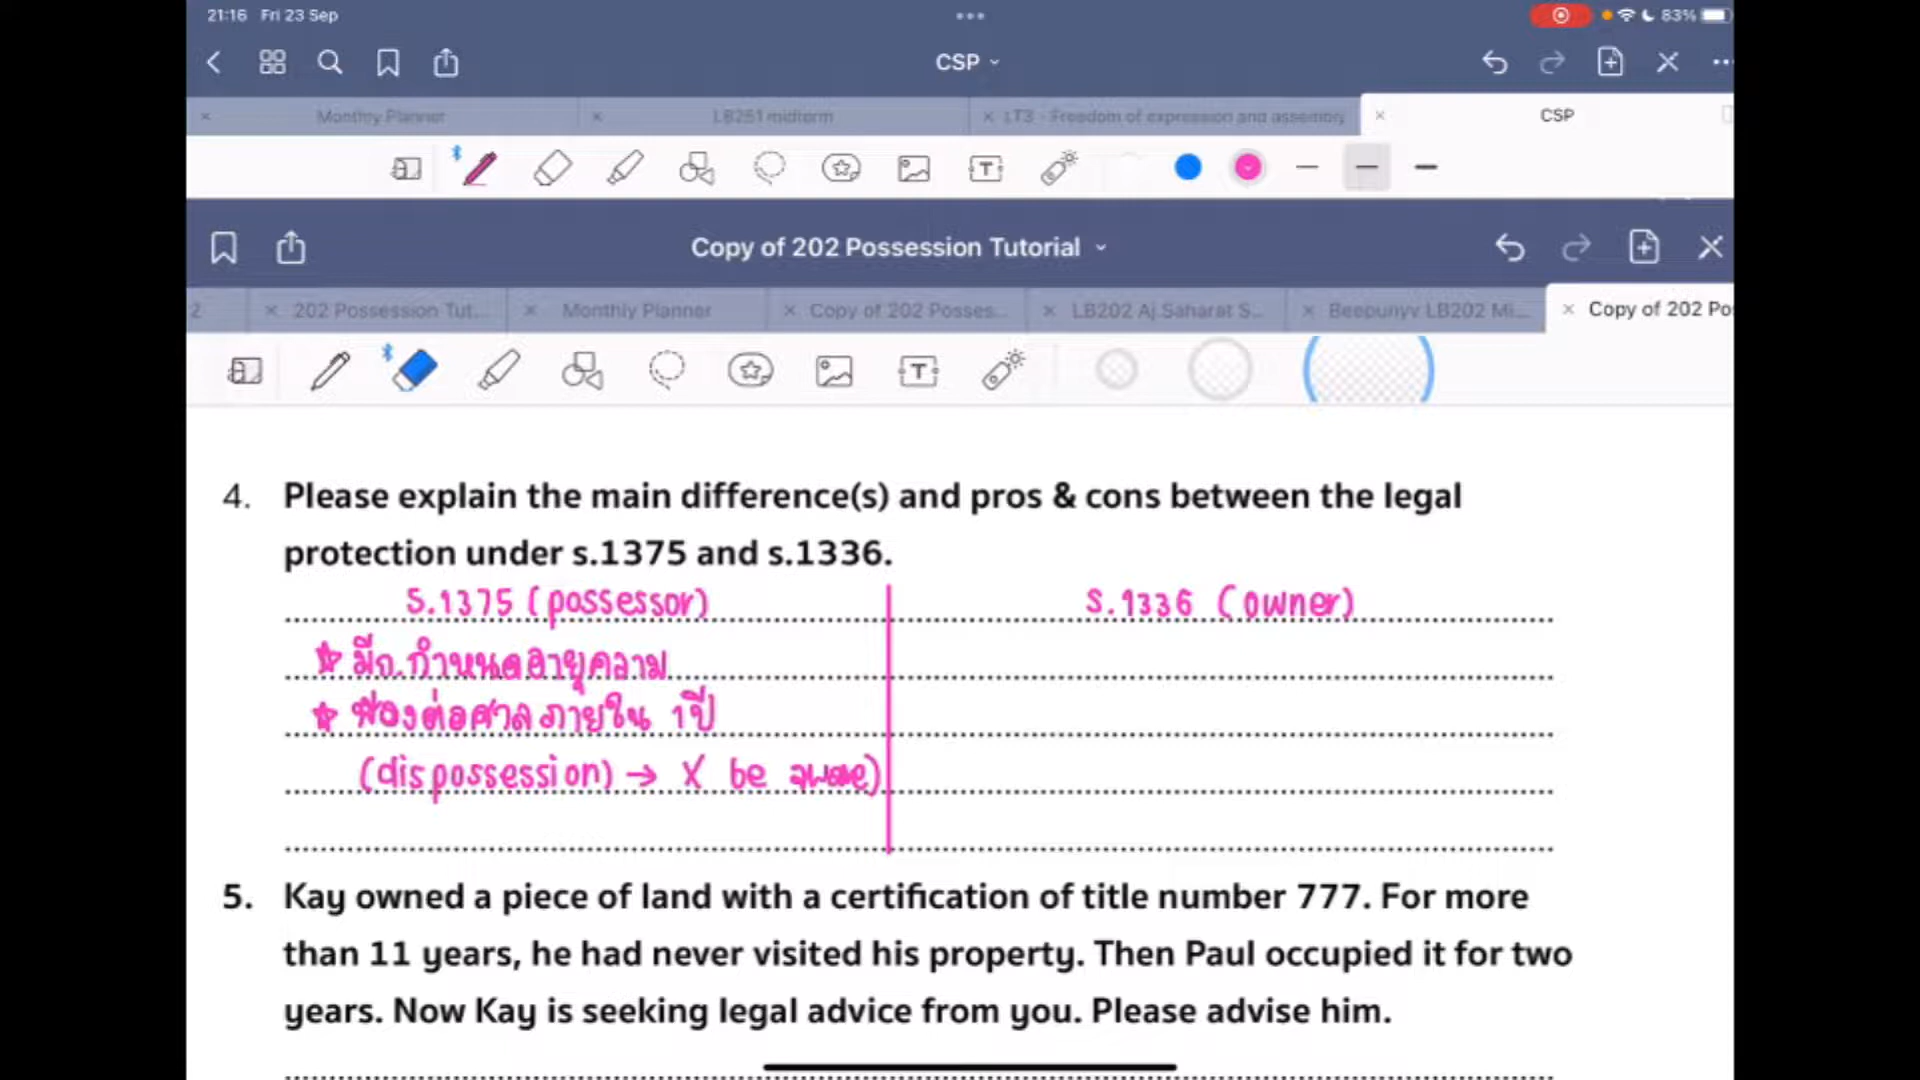 21:16 Fri 23 Sep
83%
CSP
Monthly Planner
LB251 midterm
LT3 - Freedom of expression and assembly
CSP
Copy of 202 Possession Tutorial
2
202 Possession Tut...
Monthly Planner
Copy of 202 Posses...
LB202 Aj Saharat S...
Beepunyv LB202 Mi...
Copy of 202 Po
4. Please explain the main difference(s) and pros & cons between the legal
protection under s.1375 and s.1336.
S.1375 (possessor)
S.1336 (owner)
☆ มีก.กำหนดอายุความ
☆ ฟ้องต่อศาลภายใน 1ปี
(dispossession) → X be aware)
5. Kay owned a piece of land with a certification of title number 777. For more
than 11 years, he had never visited his property. Then Paul occupied it for two
years. Now Kay is seeking legal advice from you. Please advise him.